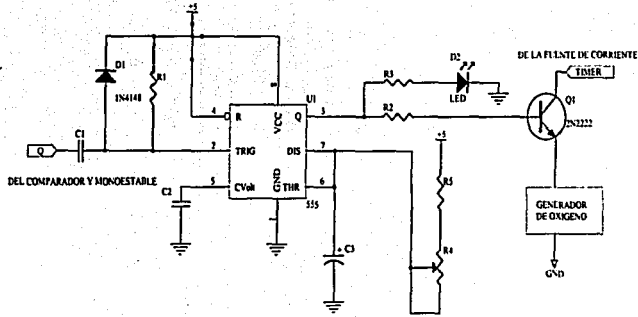 +5
D1
1N4148
R1
C1
Q
DEL COMPARADOR Y MONOESTABLE
C2
U1
8
VCC
4
R
Q
3
2
TRIG
DIS
7
5
CVolt
THR
6
GND
1
555
C3
R3
R2
D2
LED
+5
R5
R4
DE LA FUENTE DE CORRIENTE
TIMER
Q1
2N2222
GENERADOR
DE OXIGENO
GND